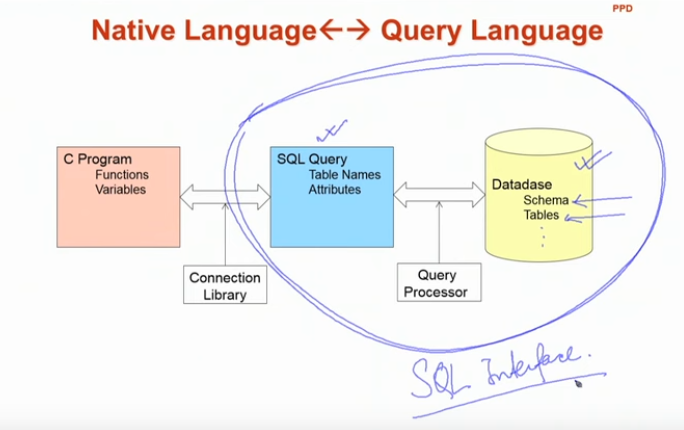 PPD
Native Language←→ Query Language
C Program
Functions
Variables
SQL Query
Table Names
Attributes
Datadase
Schema
Tables
:
Connection
Library
Query
Processor
SQL Interface.